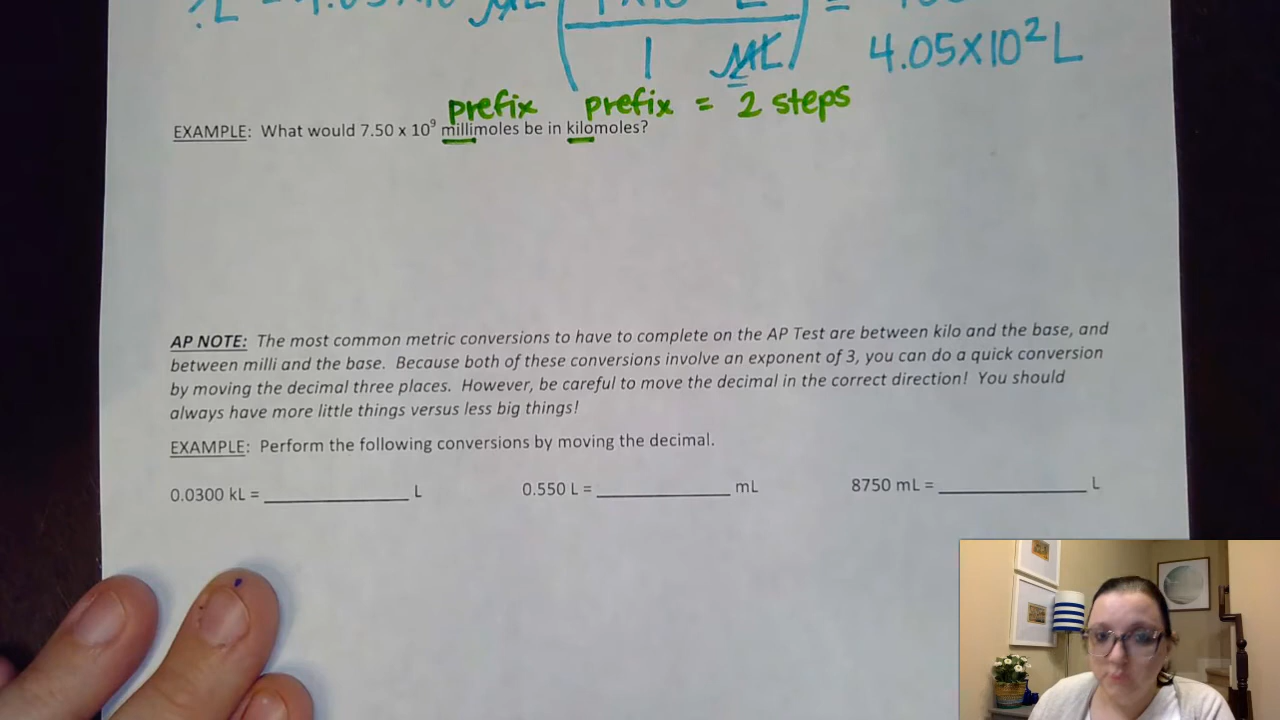 4.05x10² L
prefix prefix = 2 steps
EXAMPLE: What would 7.50 x 10⁹ millimoles be in kilomoles?
AP NOTE: The most common metric conversions to have to complete on the AP Test are between kilo and the base, and
between milli and the base. Because both of these conversions involve an exponent of 3, you can do a quick conversion
by moving the decimal three places. However, be careful to move the decimal in the correct direction! You should
always have more little things versus less big things!
EXAMPLE: Perform the following conversions by moving the decimal.
0.0300 kL = ______________ L 0.550 L = ______________ mL 8750 mL = ______________ L